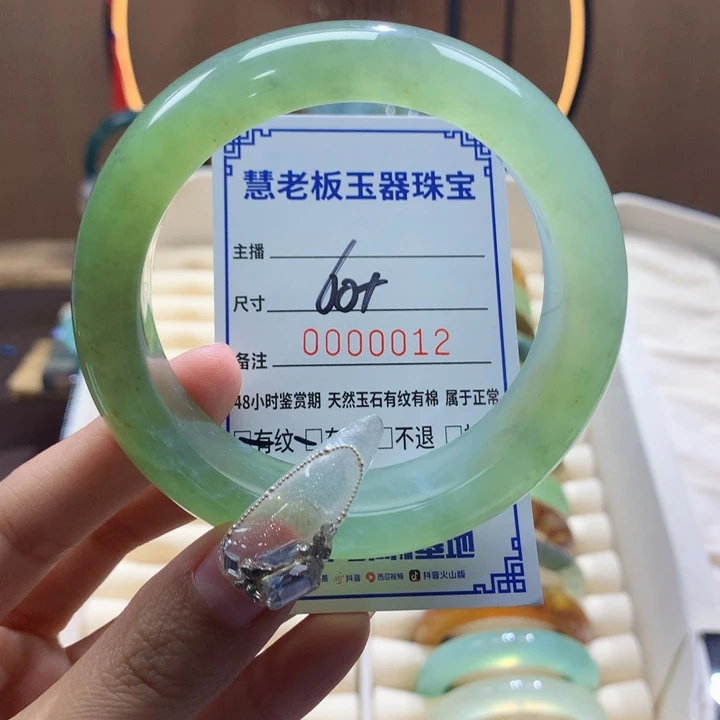 慧老板玉器珠宝
主播
尺寸 60+
备注 0000012
48小时鉴赏期 天然玉石有纹有棉 属于正常
□有纹 □ □不退 □
抖音 西瓜视频 抖音火山版